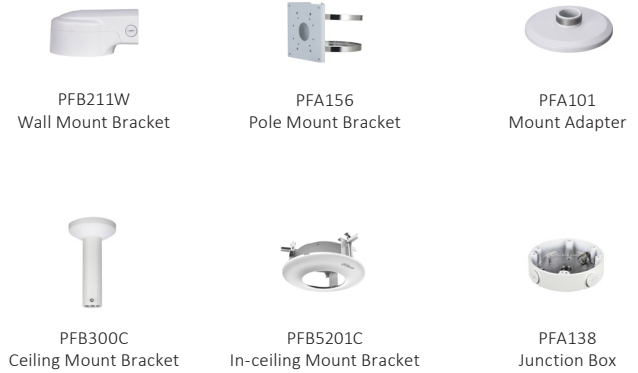 PFB211W
Wall Mount Bracket
PFA156
Pole Mount Bracket
PFA101
Mount Adapter
PFB300C
Ceiling Mount Bracket
PFB5201C
In-ceiling Mount Bracket
PFA138
Junction Box